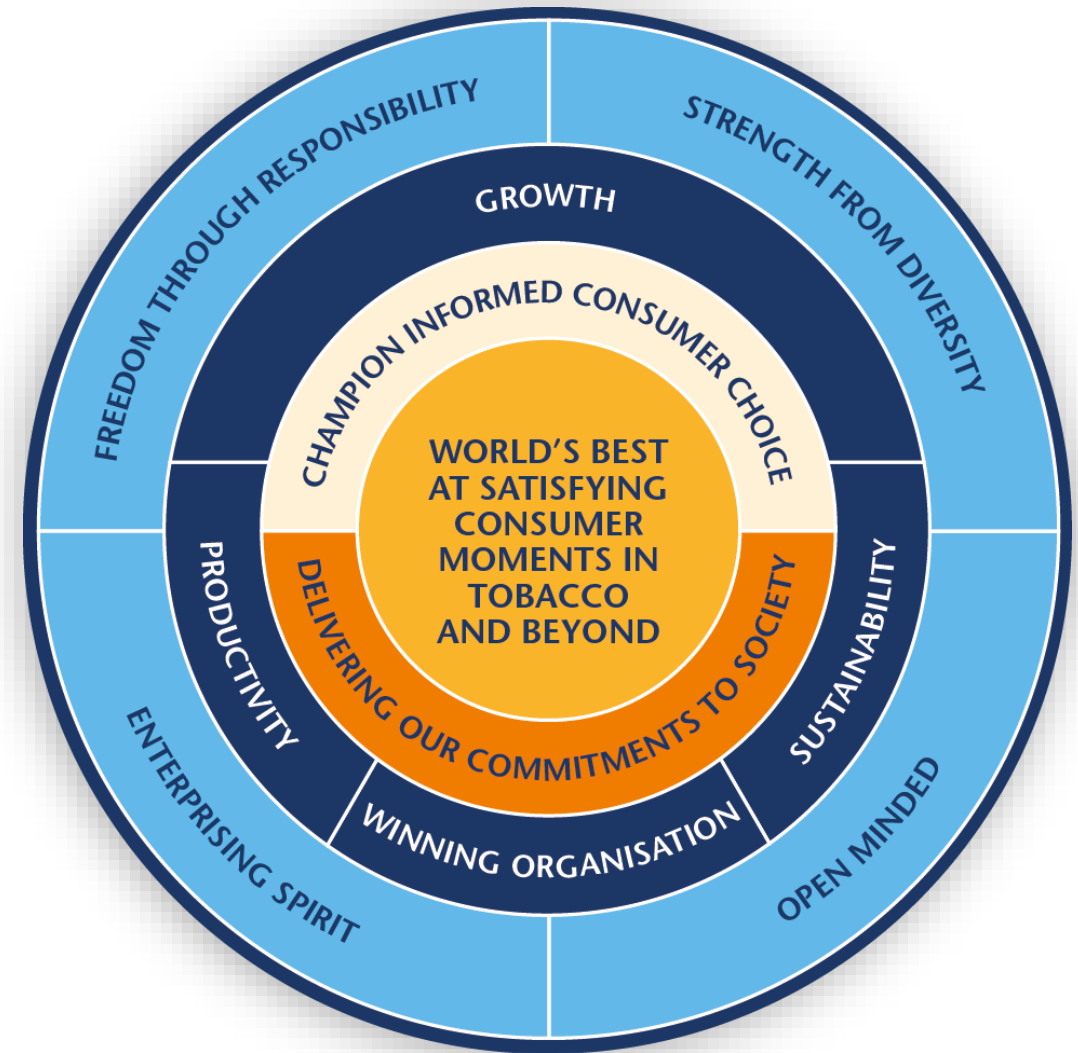 FREEDOM THROUGH RESPONSIBILITY
STRENGTH FROM DIVERSITY
GROWTH
CHAMPION INFORMED CONSUMER CHOICE
WORLD’S BEST
AT SATISFYING
CONSUMER
MOMENTS IN
TOBACCO
AND BEYOND
DELIVERING OUR COMMITMENTS TO SOCIETY
PRODUCTIVITY
SUSTAINABILITY
WINNING ORGANISATION
ENTERPRISING SPIRIT
OPEN MINDED